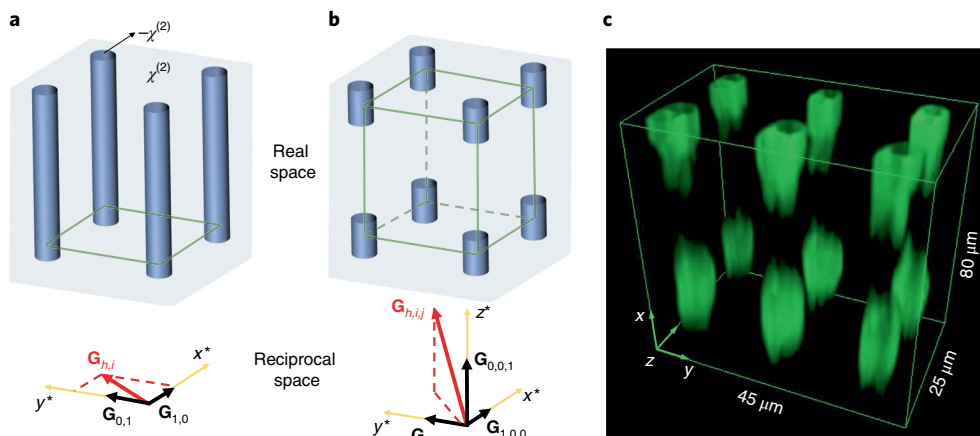 a
b
c
−χ(2)
χ(2)
Real
space
Gh,i,j
z*
Reciprocal
space
Gh,i
x*
G0,0,1
x*
y*
G0,1
G1,0
y*
G
G1,0,0
x
z
y
45 µm
25 µm
80 µm